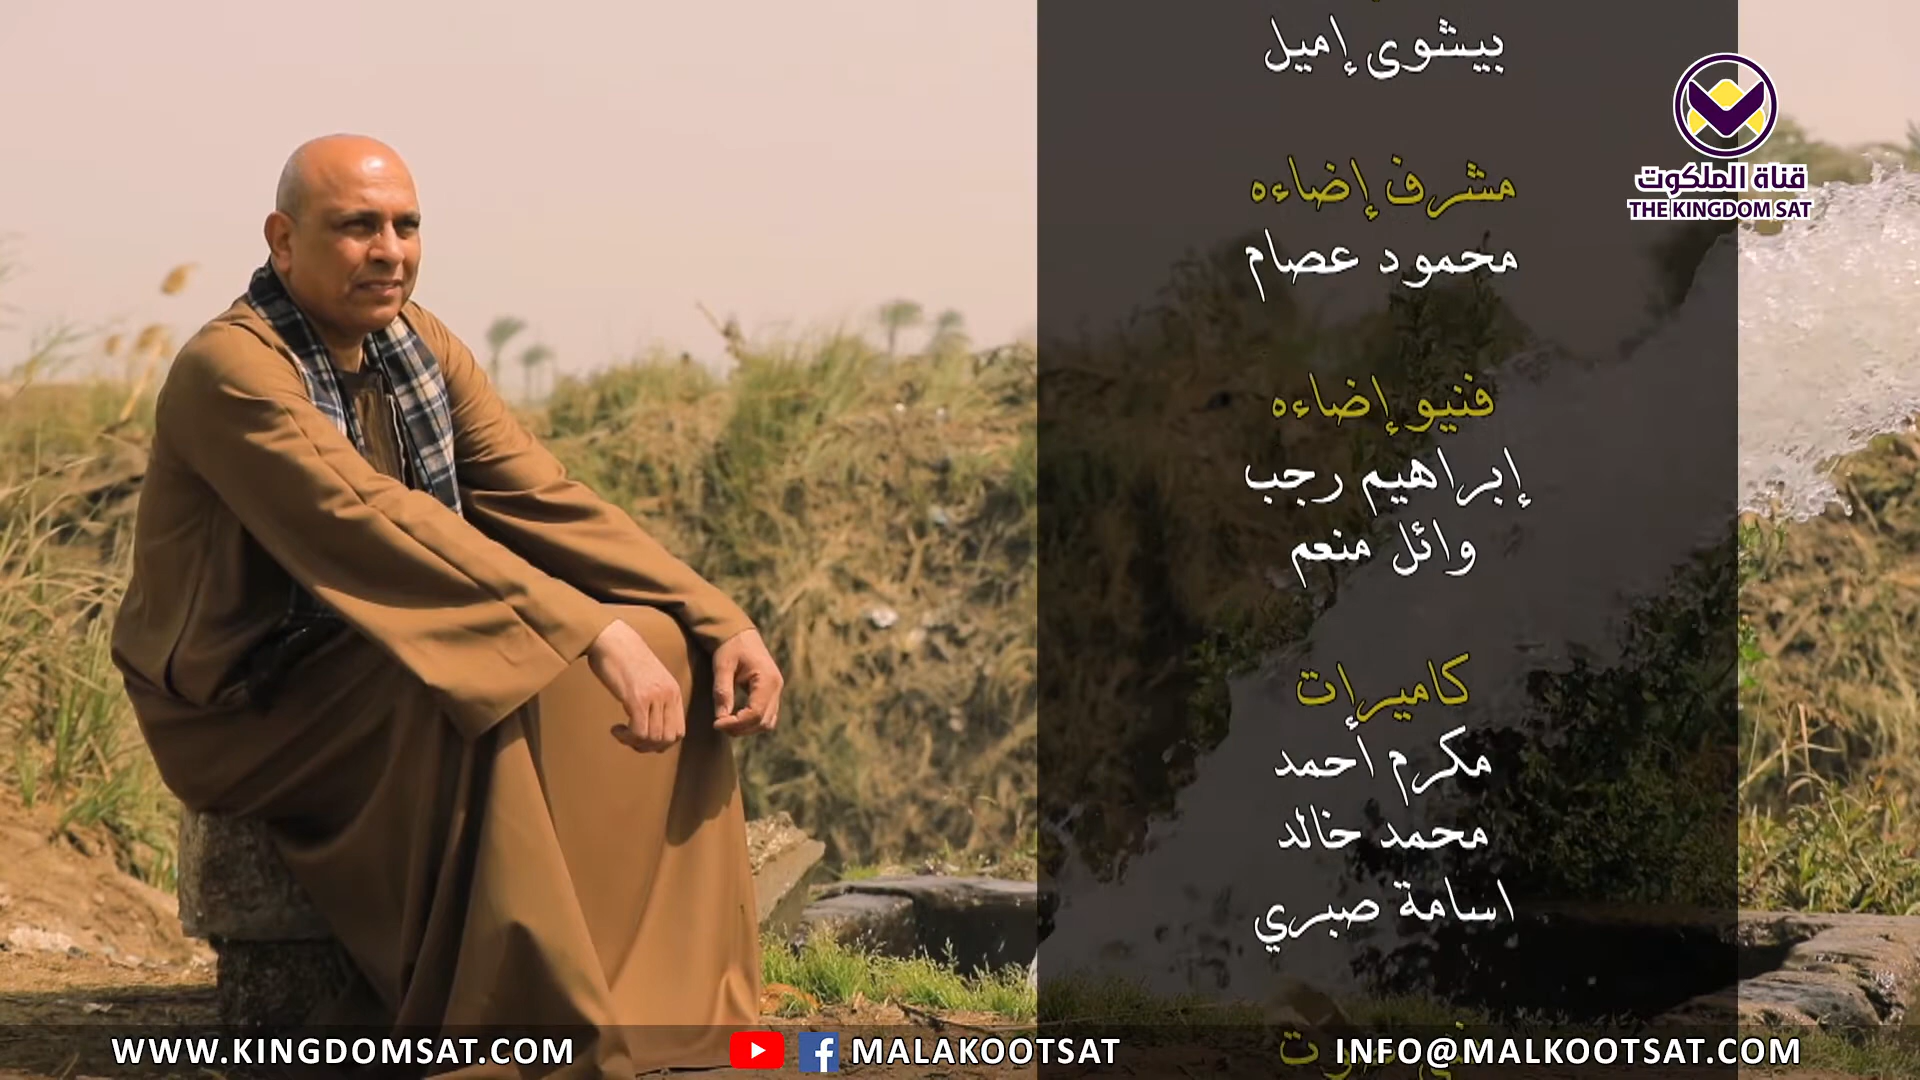 بيشوى إميل
مشرف إضاءه
محمود عصام
فنيو إضاءه
إبراهيم رجب
وائل منعم
كاميرات
مكرم أحمد
محمد خالد
اسامة صبري
قناة الملكوت
THE KINGDOM SAT
WWW.KINGDOMSAT.COM
MALAKOOTSAT
INFO@MALKOOTSAT.COM